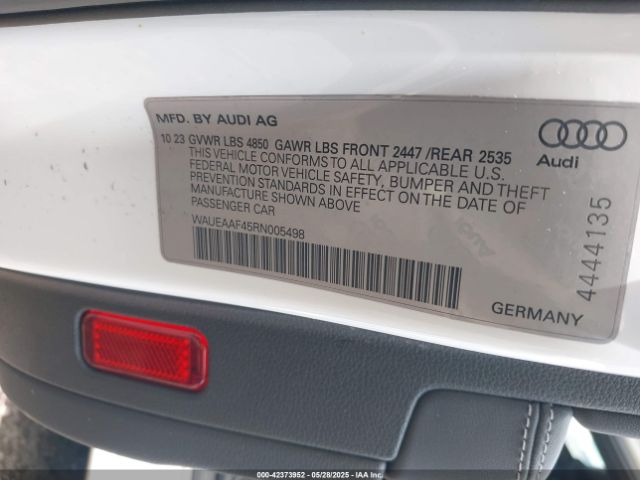 MFD. BY AUDI AG
10 23 GVWR LBS 4850 GAWR LBS FRONT 2447 /REAR 2535
THIS VEHICLE CONFORMS TO ALL APPLICABLE U.S.
FEDERAL MOTOR VEHICLE SAFETY, BUMPER AND THEFT
PREVENTION STANDARDS IN EFFECT ON THE DATE OF
MANUFACTURE SHOWN ABOVE
PASSENGER CAR
WAUEAAF45RN005498
Audi
4444135
GERMANY
000-42373952 - 05/28/2025 - IAA Holdings, LLC